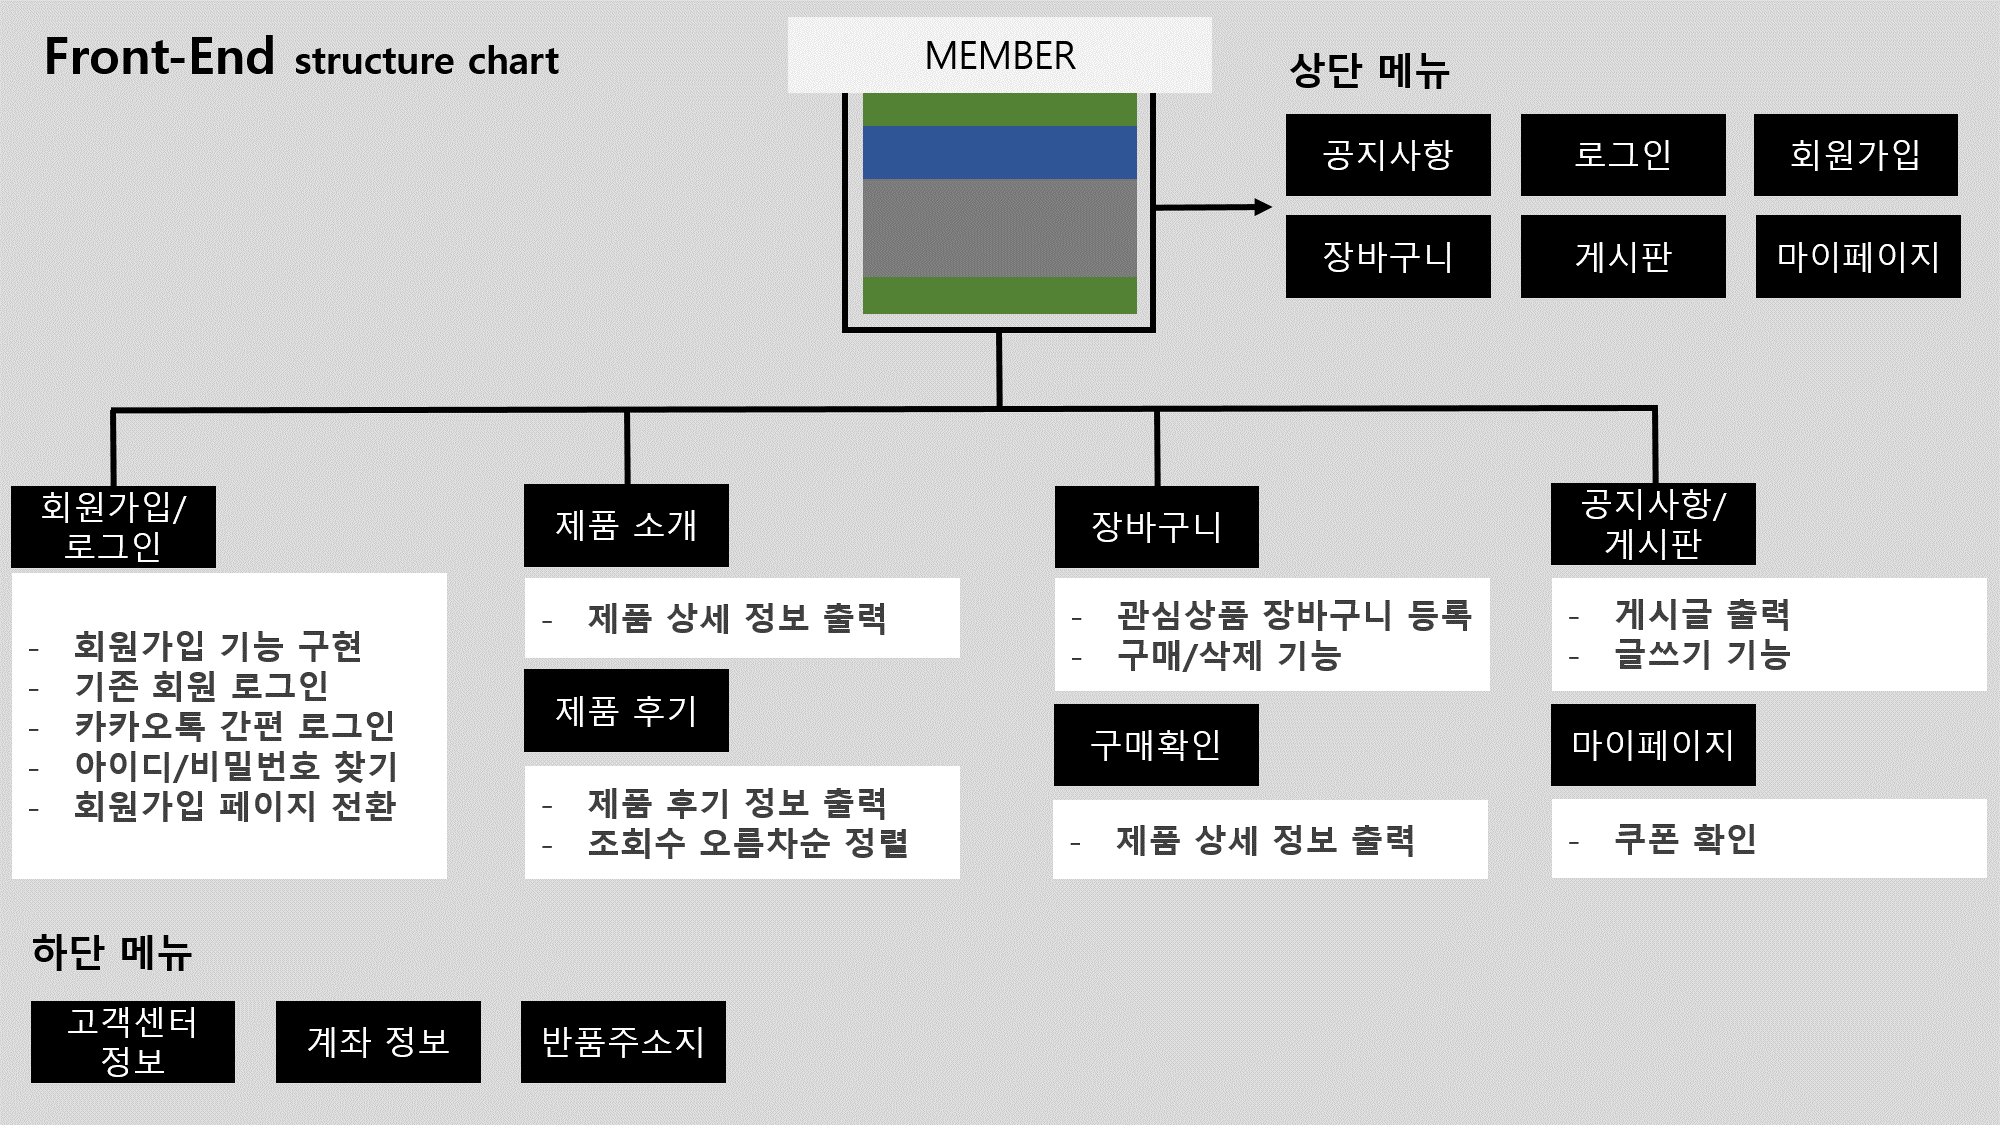 Front-End structure chart
MEMBER
상단 메뉴
공지사항
로그인
회원가입
장바구니
게시판
마이페이지
회원가입/
로그인
- 회원가입 기능 구현
- 기존 회원 로그인
- 카카오톡 간편 로그인
- 아이디/비밀번호 찾기
- 회원가입 페이지 전환
제품 소개
- 제품 상세 정보 출력
제품 후기
- 제품 후기 정보 출력
- 조회수 오름차순 정렬
장바구니
- 관심상품 장바구니 등록
- 구매/삭제 기능
구매확인
- 제품 상세 정보 출력
공지사항/
게시판
- 게시글 출력
- 글쓰기 기능
마이페이지
- 쿠폰 확인
하단 메뉴
고객센터
정보
계좌 정보
반품주소지